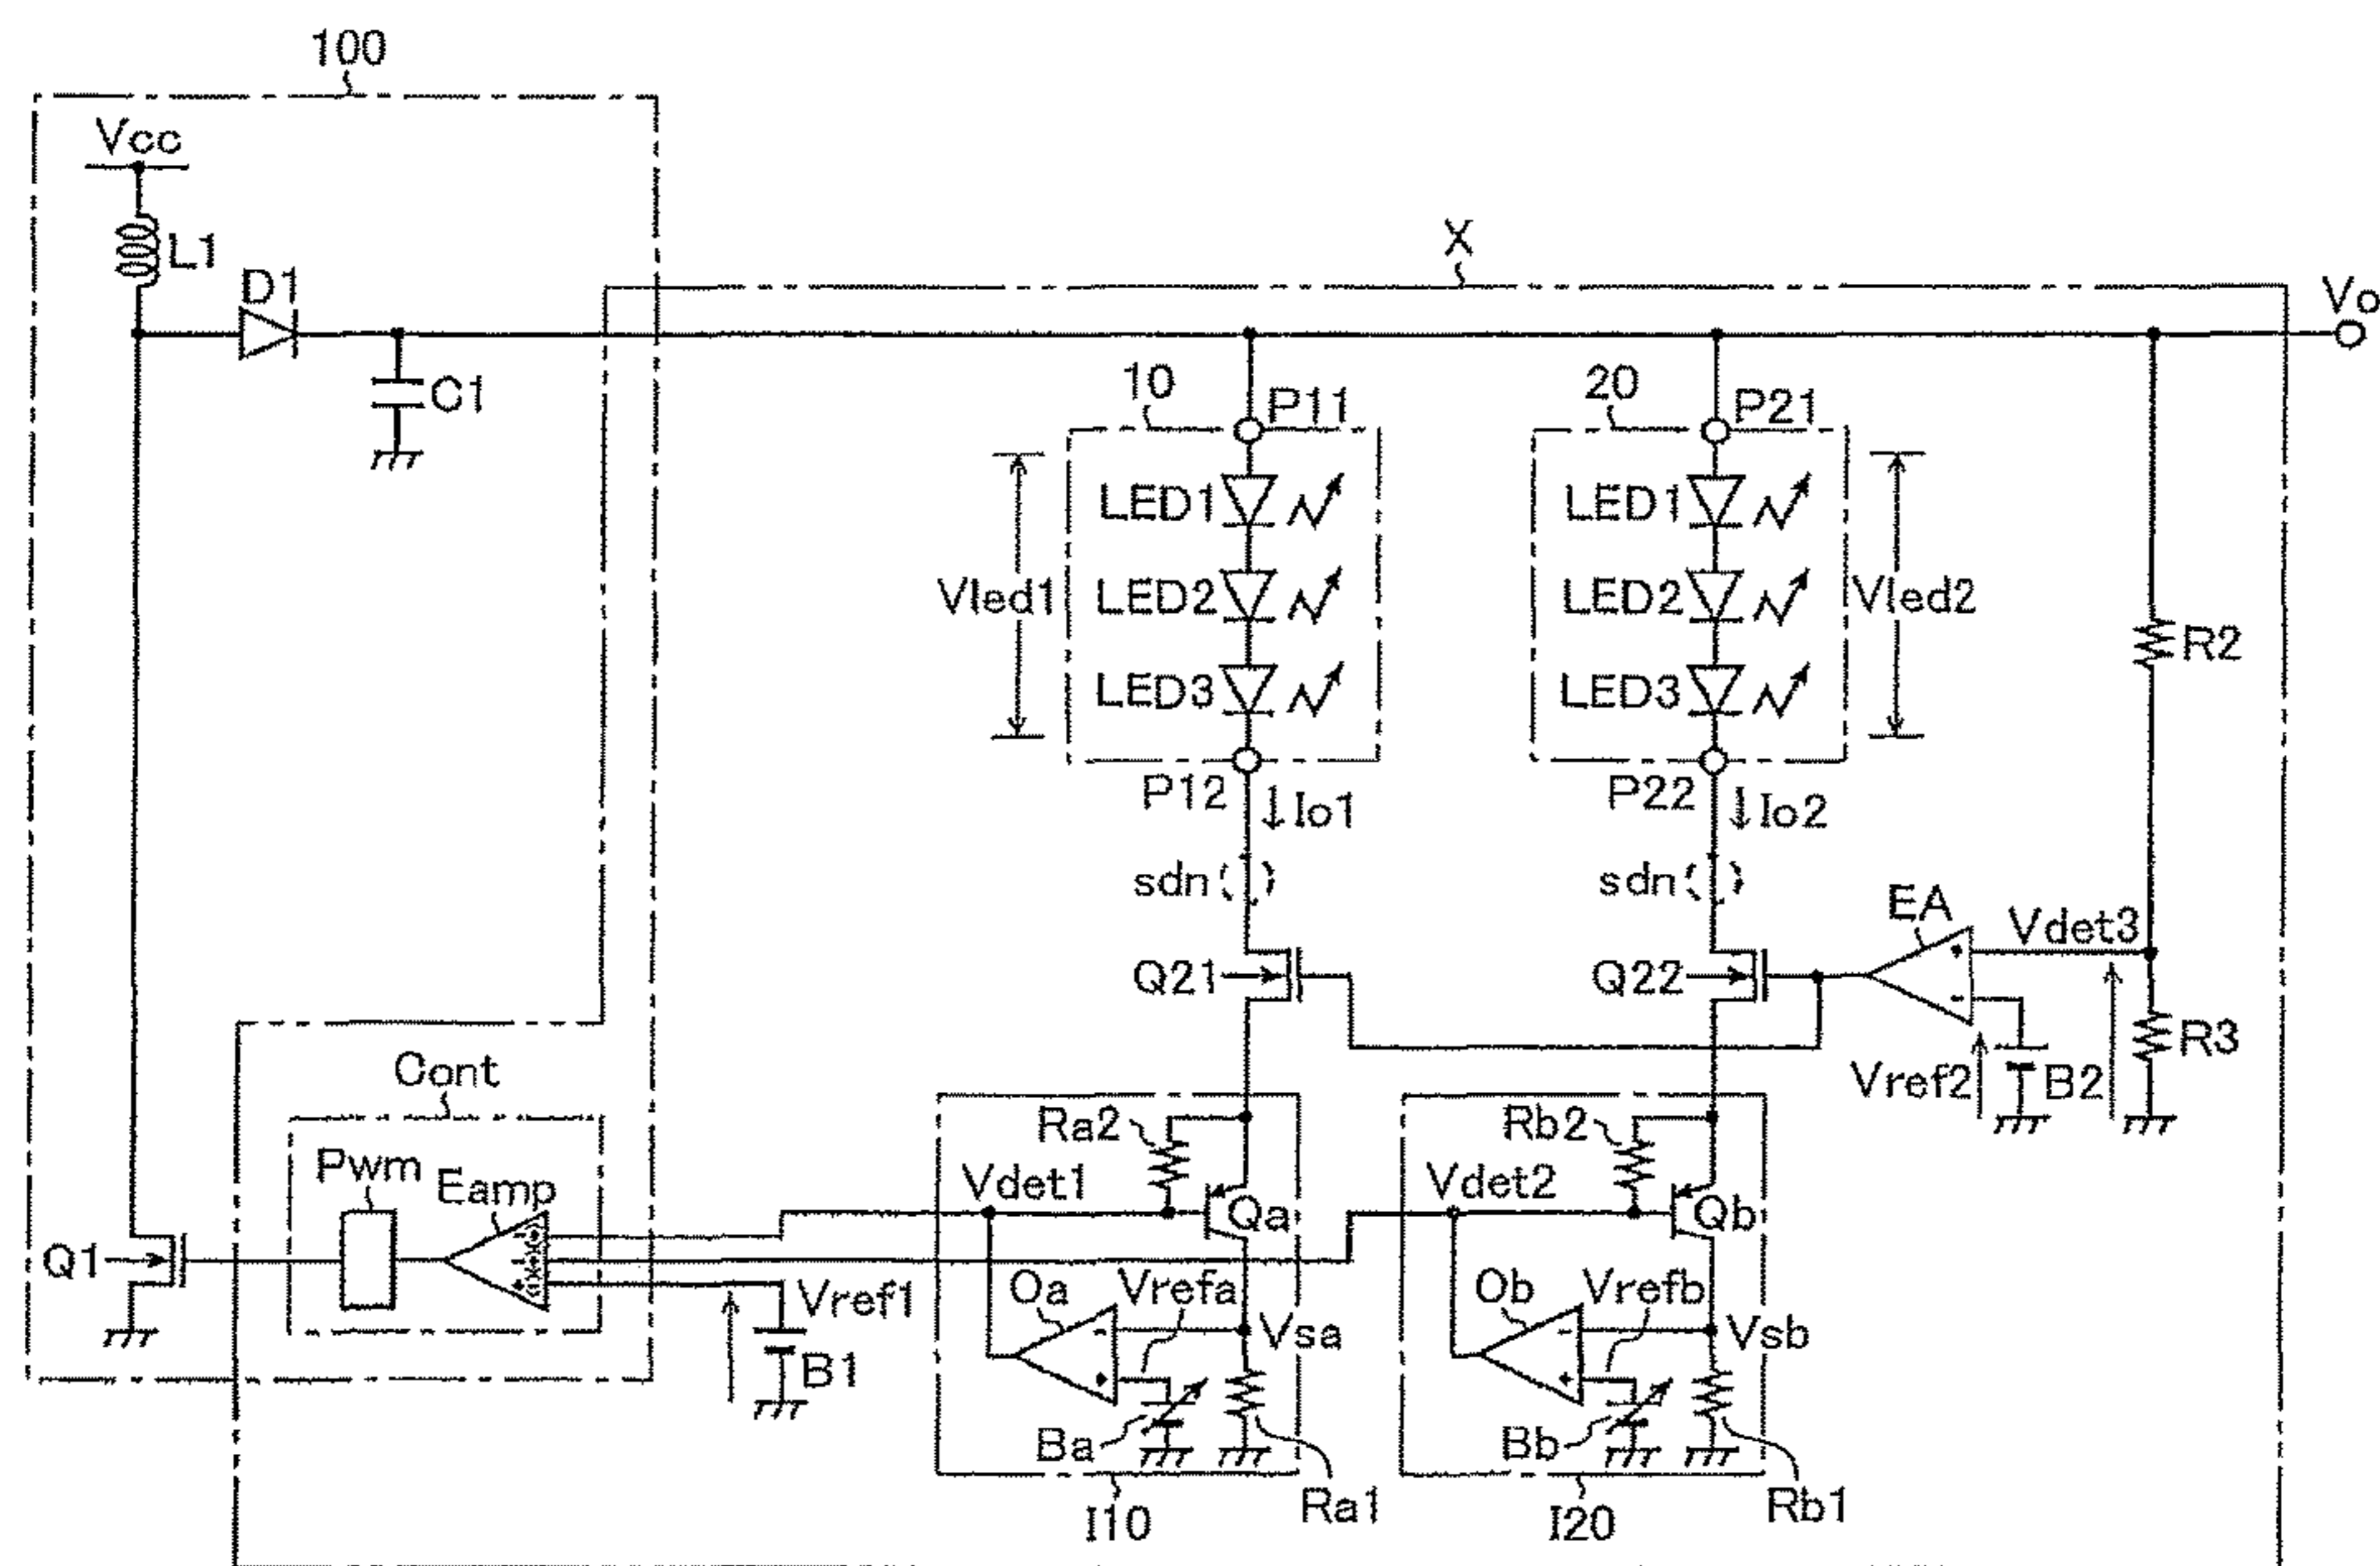 100
Vcc
L1
D1
X
Vo
C1
10
P11
20
P21
LED1
LED1
Vled1
LED2
LED2
Vled2
R2
LED3
LED3
P12
Io1
P22
Io2
sdn
sdn
EA
Vdet3
Q21
Q22
Cont
Vref2
B2
R3
Ra2
Rb2
Pwm
Eamp
Vdet1
Qa
Vdet2
Qb
Q1
Vref1
Oa
Vrefa
Ob
Vrefb
B1
Vsa
Vsb
Ba
Bb
I10
Ra1
I20
Rb1